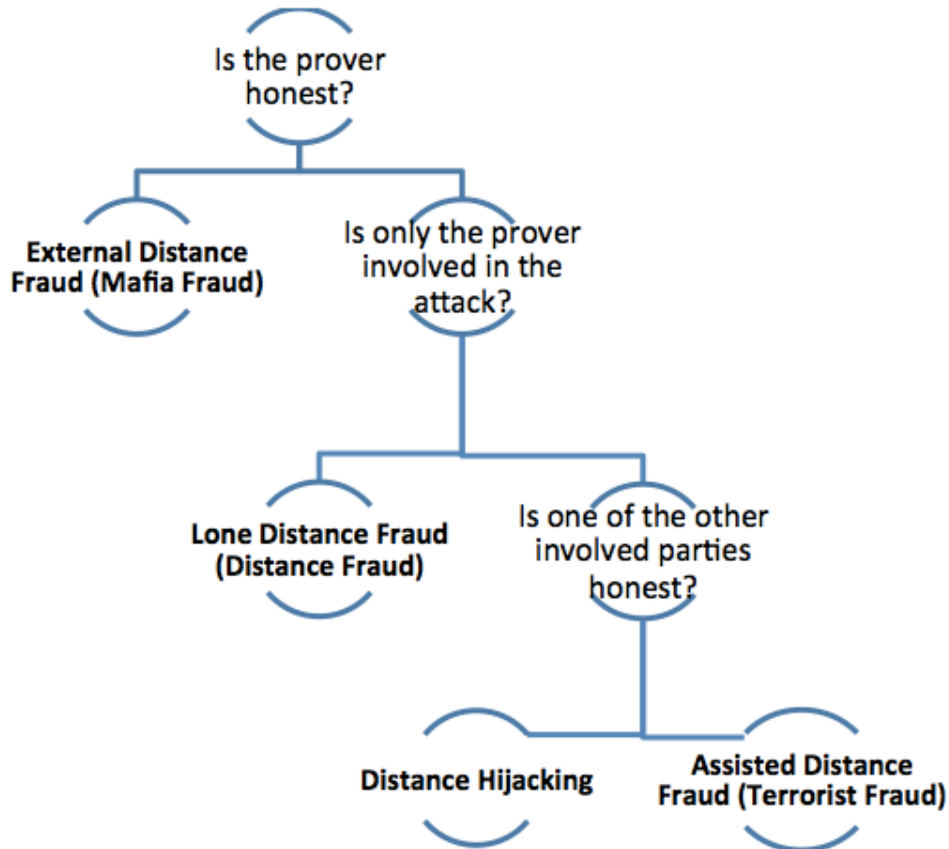 Is the prover
honest?
External Distance
Fraud (Mafia Fraud)
Is only the prover
involved in the
attack?
Lone Distance Fraud
(Distance Fraud)
Is one of the other
involved parties
honest?
Distance Hijacking
Assisted Distance
Fraud (Terrorist Fraud)